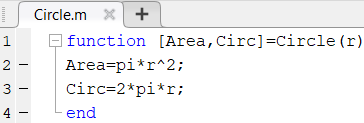 Circle.m × +
1 function [Area,Circ]=Circle(r)
2 - Area=pi*r^2;
3 - Circ=2*pi*r;
4 - end